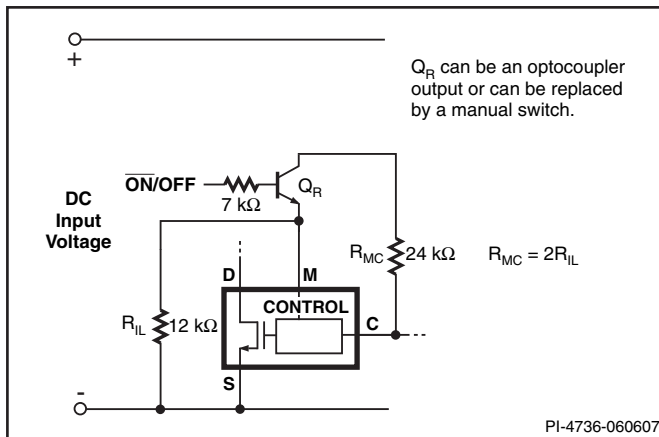 +
Q_R can be an optocoupler
output or can be replaced
by a manual switch.
ON/OFF
7 kΩ
Q_R
DC
Input
Voltage
R_MC 24 kΩ
R_MC = 2R_IL
D
M
CONTROL
C
R_IL 12 kΩ
S
-
PI-4736-060607